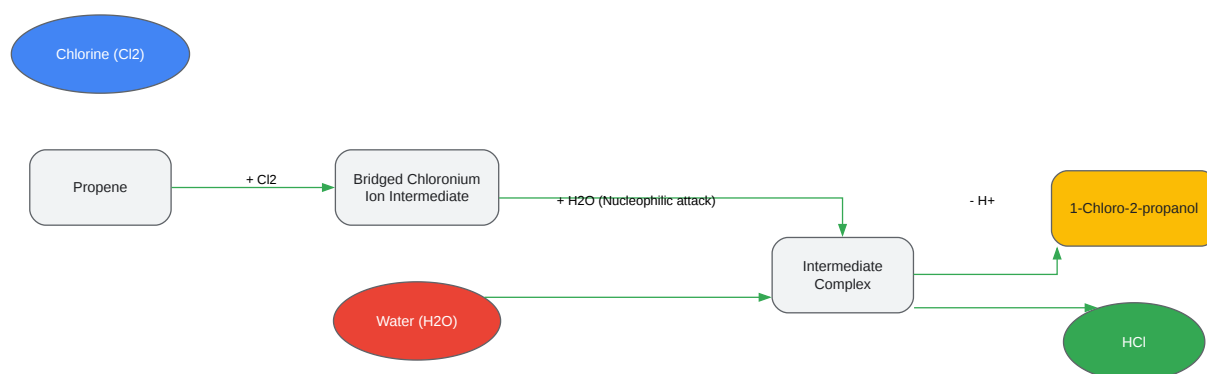 Chlorine (Cl2)
Propene
+ Cl2
Bridged Chloronium
Ion Intermediate
+ H2O (Nucleophilic attack)
- H+
1-Chloro-2-propanol
Intermediate
Complex
Water (H2O)
HCl